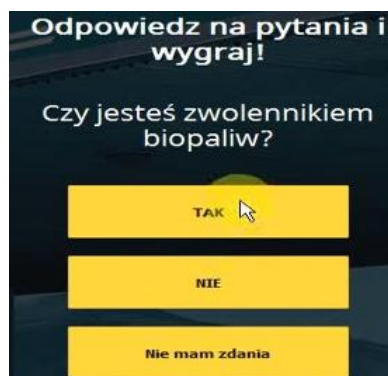 Odpowiedz na pytania i
wygraj!
Czy jesteś zwolennikiem
biopaliw?
TAK
NIE
Nie mam zdania